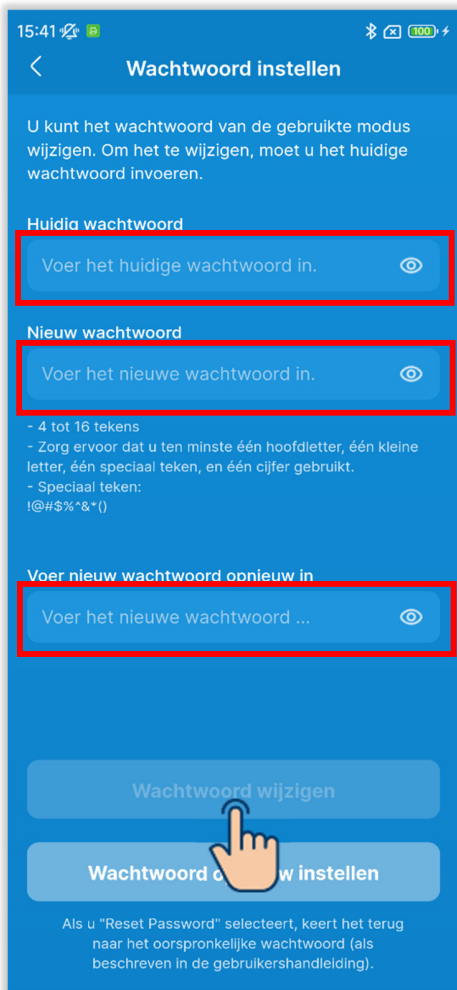 15:41
100
Wachtwoord instellen
U kunt het wachtwoord van de gebruikte modus
wijzigen. Om het te wijzigen, moet u het huidige
wachtwoord invoeren.
Huidig wachtwoord
Voer het huidige wachtwoord in.
Nieuw wachtwoord
Voer het nieuwe wachtwoord in.
- 4 tot 16 tekens
- Zorg ervoor dat u ten minste één hoofdletter, één kleine
letter, één speciaal teken, en één cijfer gebruikt.
- Speciaal teken:
!@#$%^&*()
Voer nieuw wachtwoord opnieuw in
Voer het nieuwe wachtwoord ...
Wachtwoord wijzigen
Wachtwoord o w instellen
Als u "Reset Password" selecteert, keert het terug
naar het oorspronkelijke wachtwoord (als
beschreven in de gebruikershandleiding).